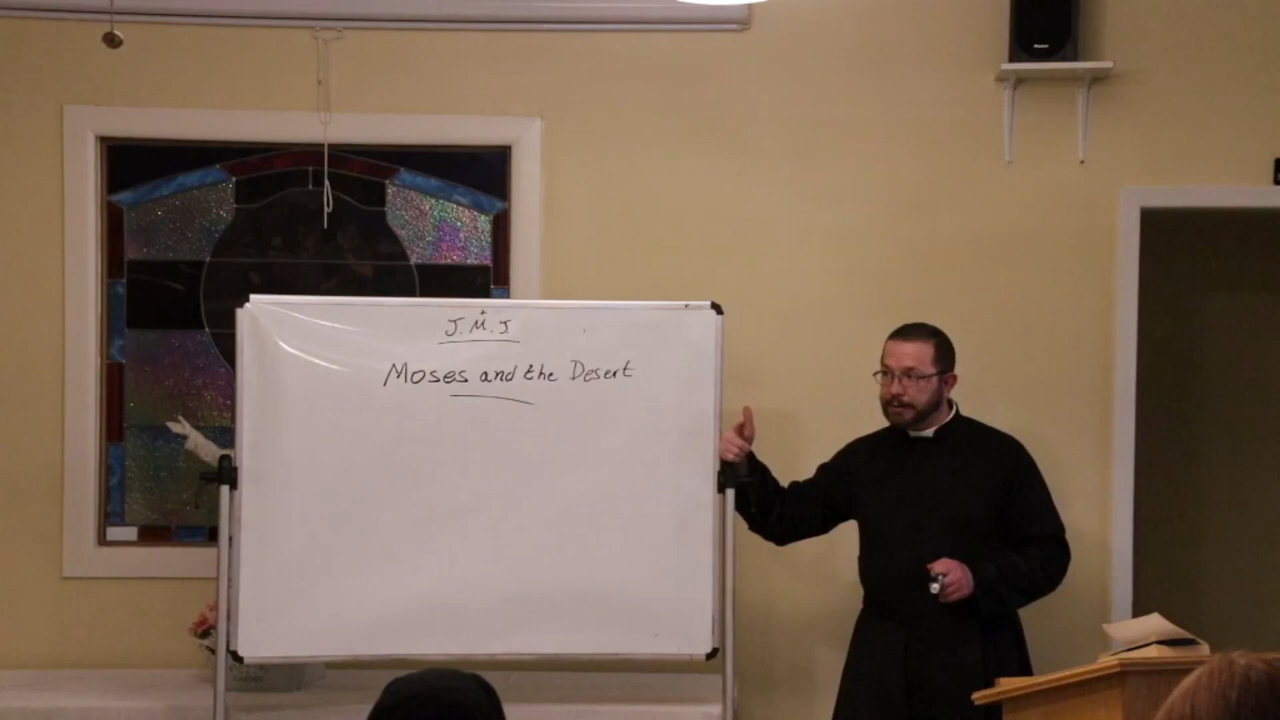 J. M. J.
Moses and the Desert